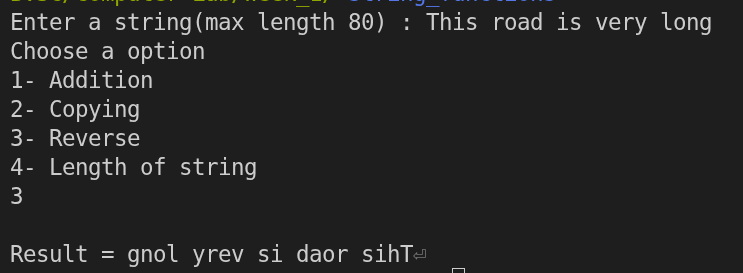 Enter a string(max length 80) : This road is very long
Choose a option
1- Addition
2- Copying
3- Reverse
4- Length of string
3
Result = gnol yrev si daor sihT⏎